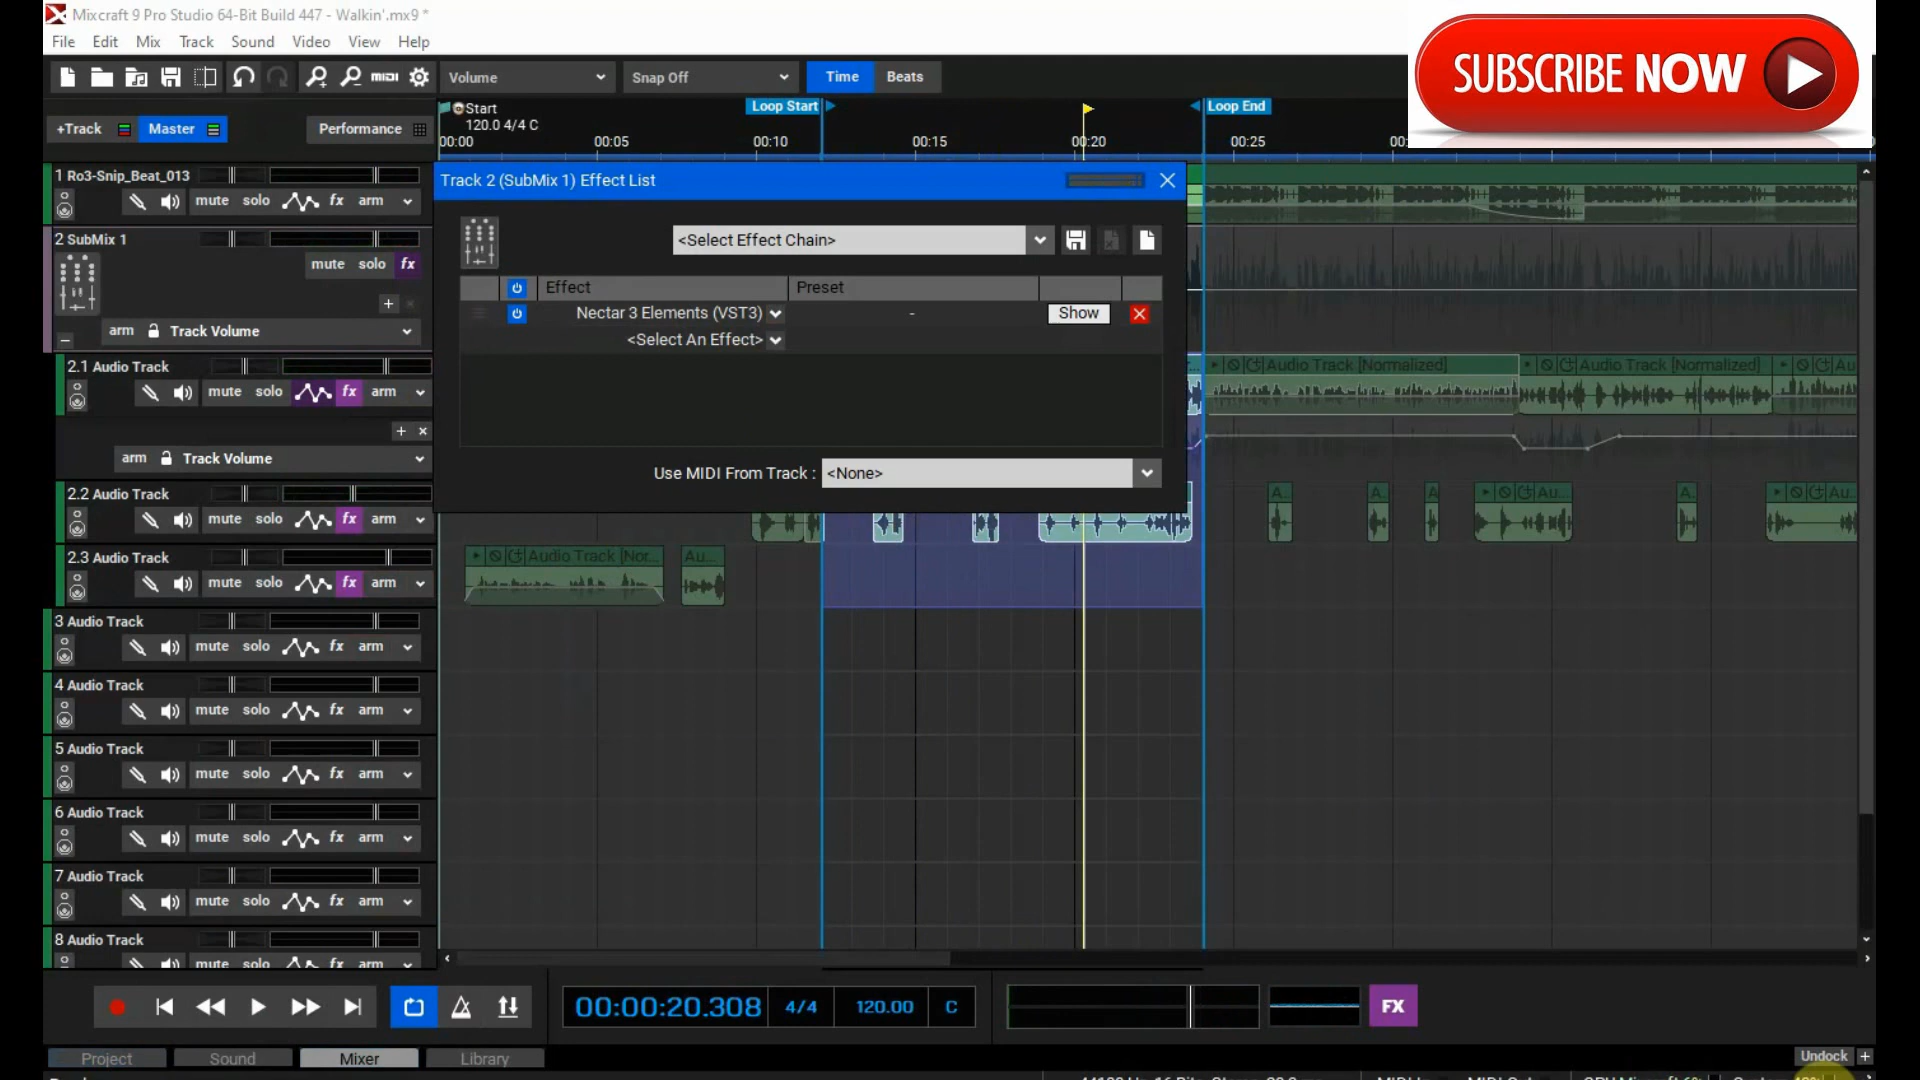 Mixcraft 9 Pro Studio 64-Bit Build 447 - Walkin'.mx9 *
File Edit Mix Track Sound Video View Help
SUBSCRIBE NOW
MIDI Volume Snap Off Time Beats
Loop Start Loop End
Start
120.0 4/4 C
+Track Master Performance
00:00 00:05 00:10 00:15 00:20 00:25
1 Ro3-Snip_Beat_013
mute solo fx arm
Track 2 (SubMix 1) Effect List
<Select Effect Chain>
Effect Preset
Nectar 3 Elements (VST3) - Show
<Select An Effect>
Use MIDI From Track : <None>
2 SubMix 1
mute solo fx
arm Track Volume
2.1 Audio Track
mute solo fx arm
Audio Track [Normalized] Audio Track [Normalized] Au
arm Track Volume
2.2 Audio Track
mute solo fx arm
A.. A.. A Au... A.. Au...
2.3 Audio Track
mute solo fx arm
Audio Track [Nor... Au...
3 Audio Track
mute solo fx arm
4 Audio Track
mute solo fx arm
5 Audio Track
mute solo fx arm
6 Audio Track
mute solo fx arm
7 Audio Track
mute solo fx arm
8 Audio Track
mute solo fx arm
00:00:20.308 4/4 120.00 C
FX
Project Sound Mixer Library
Undock +